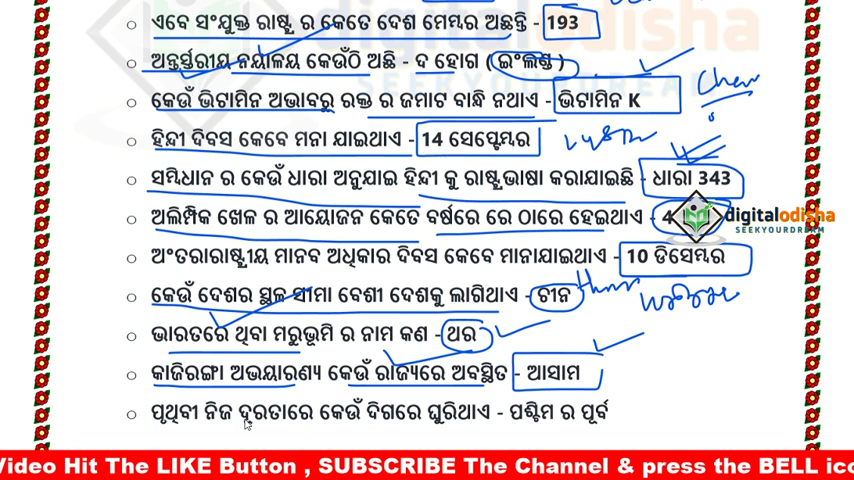 ଏବେ ସଂଯୁକ୍ତ ରାଷ୍ଟ୍ର ର କେତେ ଦେଶ ମେମ୍ବର ଅଛନ୍ତି - 193
ଅନ୍ତର୍ସ୍ତରୀୟ ନୟାଳୟ କେଉଁଠି ଅଛି - ଦ ହୋଗ ( ଇଂଲଣ୍ଡ )
କେଉଁ ଭିଟାମିନ ଅଭାବରୁ ରକ୍ତ ର ଜମାଟ ବାନ୍ଧି ନଥାଏ - ଭିଟାମିନ K
ହିନ୍ଦୀ ଦିବସ କେବେ ମନା ଯାଇଥାଏ - 14 ସେପ୍ଟେମ୍ବର
ସମ୍ବିଧାନ ର କେଉଁ ଧାରା ଅନୁଯାଇ ହିନ୍ଦୀ କୁ ରାଷ୍ଟ୍ରଭାଷା କରାଯାଇଛି - ଧାରା 343
ଅଲିମ୍ପିକ ଖେଳ ର ଆୟୋଜନ କେତେ ବର୍ଷରେ ରେ ଠାରେ ହେଇଥାଏ - 4
digitalodisha
SEEKYOURDREAM
ଅଂତରାରାଷ୍ଟ୍ରୀୟ ମାନବ ଅଧିକାର ଦିବସ କେବେ ମାନାଯାଇଥାଏ - 10 ଡିସେମ୍ବର
କେଉଁ ଦେଶର ସ୍ଥଳ ସୀମା ବେଶୀ ଦେଶକୁ ଲାଗିଥାଏ - ଚୀନ
ଭାରତରେ ଥିବା ମରୁଭୂମି ର ନାମ କଣ - ଥର
କାଜିରଙ୍ଗା ଅଭୟାରଣ୍ୟ କେଉଁ ରାଜ୍ୟରେ ଅବସ୍ଥିତ - ଆସାମ
ପୃଥିବୀ ନିଜ ଦୂରତାରେ କେଉଁ ଦିଗରେ ଘୁରିଥାଏ - ପଶ୍ଚିମ ର ପୂର୍ବ
Video Hit The LIKE Button , SUBSCRIBE The Channel & press the BELL ico